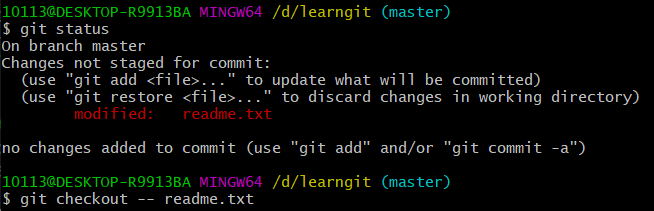 10113@DESKTOP-R9913BA MINGW64 /d/learngit (master)
$ git status
On branch master
Changes not staged for commit:
  (use "git add <file>..." to update what will be committed)
  (use "git restore <file>..." to discard changes in working directory)
        modified:   readme.txt

no changes added to commit (use "git add" and/or "git commit -a")

10113@DESKTOP-R9913BA MINGW64 /d/learngit (master)
$ git checkout -- readme.txt